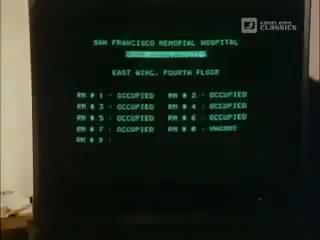 CLASSICS
SAN FRANCISCO MEMORIAL HOSPITAL
EAST WING, FOURTH FLOOR
RM # 1 - OCCUPIED RM # 2 - OCCUPIED
RM # 3 - OCCUPIED RM # 4 - OCCUPIED
RM # 5 - OCCUPIED RM # 6 - OCCUPIED
RM # 7 - OCCUPIED RM # 8 - VACANT
RM # 9 -